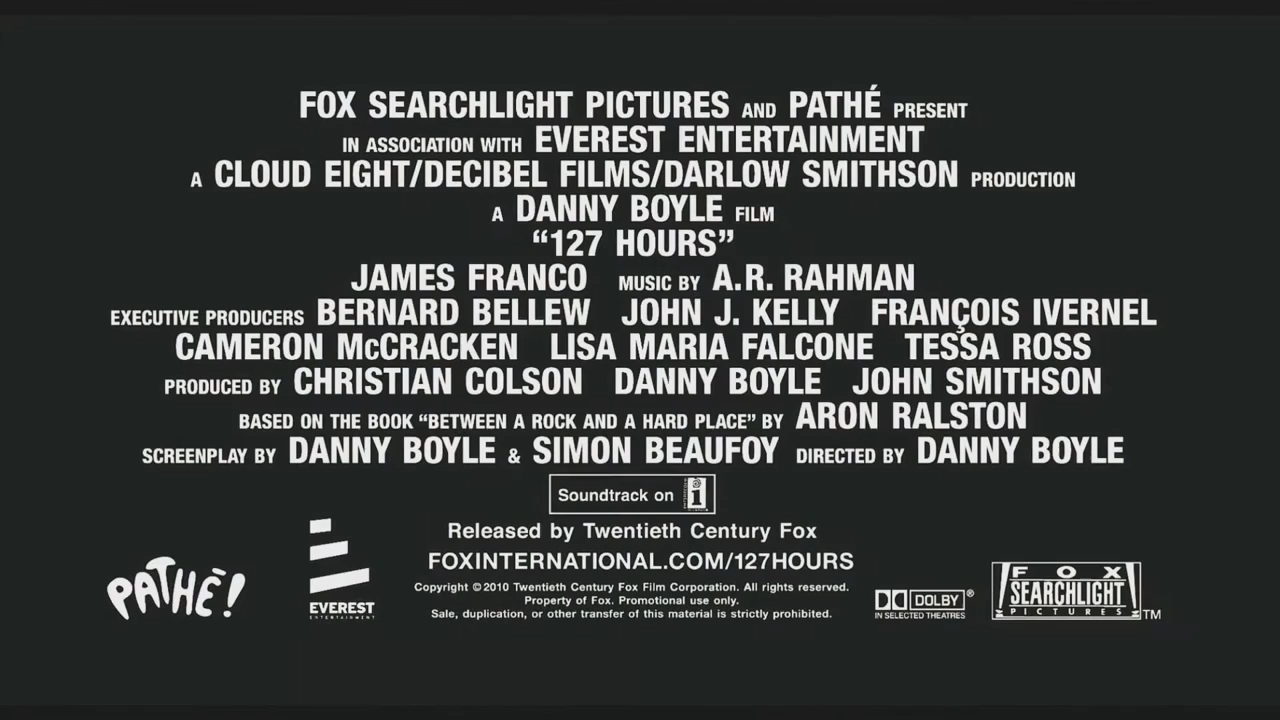 FOX SEARCHLIGHT PICTURES AND PATHÉ PRESENT
IN ASSOCIATION WITH EVEREST ENTERTAINMENT
A CLOUD EIGHT/DECIBEL FILMS/DARLOW SMITHSON PRODUCTION
A DANNY BOYLE FILM
“127 HOURS”
JAMES FRANCO MUSIC BY A.R. RAHMAN
EXECUTIVE PRODUCERS BERNARD BELLEW JOHN J. KELLY FRANÇOIS IVERNEL
CAMERON McCRACKEN LISA MARIA FALCONE TESSA ROSS
PRODUCED BY CHRISTIAN COLSON DANNY BOYLE JOHN SMITHSON
BASED ON THE BOOK “BETWEEN A ROCK AND A HARD PLACE” BY ARON RALSTON
SCREENPLAY BY DANNY BOYLE & SIMON BEAUFOY DIRECTED BY DANNY BOYLE
Soundtrack on i
Released by Twentieth Century Fox
FOXINTERNATIONAL.COM/127HOURS
Copyright ©2010 Twentieth Century Fox Film Corporation. All rights reserved.
Property of Fox. Promotional use only.
Sale, duplication, or other transfer of this material is strictly prohibited.
PATHÉ!
EVEREST
ENTERTAINMENT
DOLBY®
IN SELECTED THEATRES
FOX
SEARCHLIGHT
PICTURES™